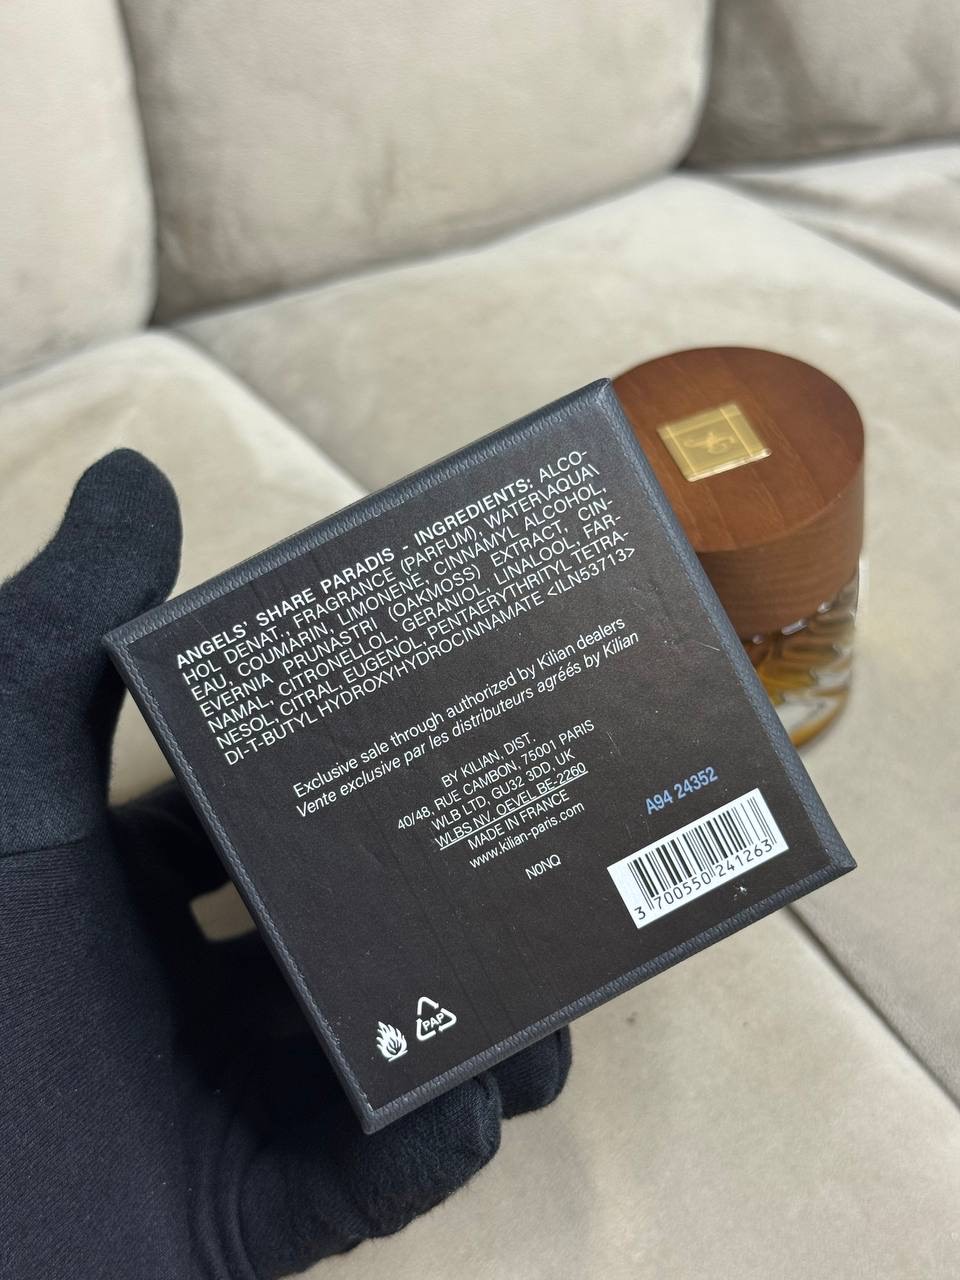 ANGELS' SHARE PARADIS - INGREDIENTS: ALCO-
HOL DENAT., FRAGRANCE (PARFUM), WATER\AQUA\
EAU, COUMARIN, LIMONENE, CINNAMYL ALCOHOL,
EVERNIA PRUNASTRI (OAKMOSS) EXTRACT, CIN-
NAMAL, CITRONELLOL, GERANIOL, LINALOOL, FAR-
NESOL, CITRAL, EUGENOL, PENTAERYTHRITYL TETRA-
DI-T-BUTYL HYDROXYHYDROCINNAMATE <ILN53713>
Exclusive sale through authorized by Kilian dealers
Vente exclusive par les distributeurs agréés by Kilian
BY KILIAN, DIST.
40/48, RUE CAMBON, 75001 PARIS
WLB LTD, GU32 3DD, UK
WLBS NV, OEVEL BE-2260
MADE IN FRANCE
www.kilian-paris.com
N0NQ
A94 24352
3 700550 241263
PAP